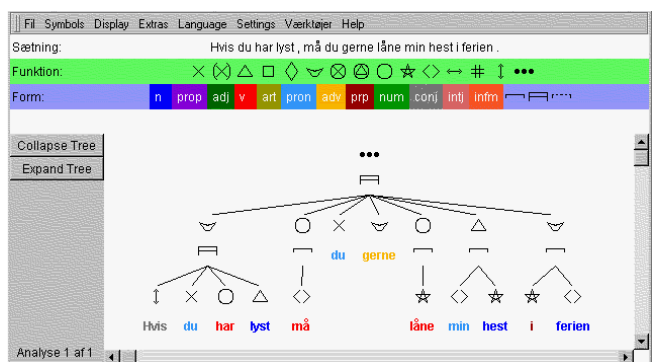 Fil Symbols Display Extras Language Settings Værktøjer Help
Sætning: Hvis du har lyst , må du gerne låne min hest i ferien .
Funktion:
Form: n prop adj v art pron adv prp num conj intj infm
Collapse Tree
Expand Tree
du gerne
Hvis du har lyst må låne min hest i ferien
Analyse 1 af 1